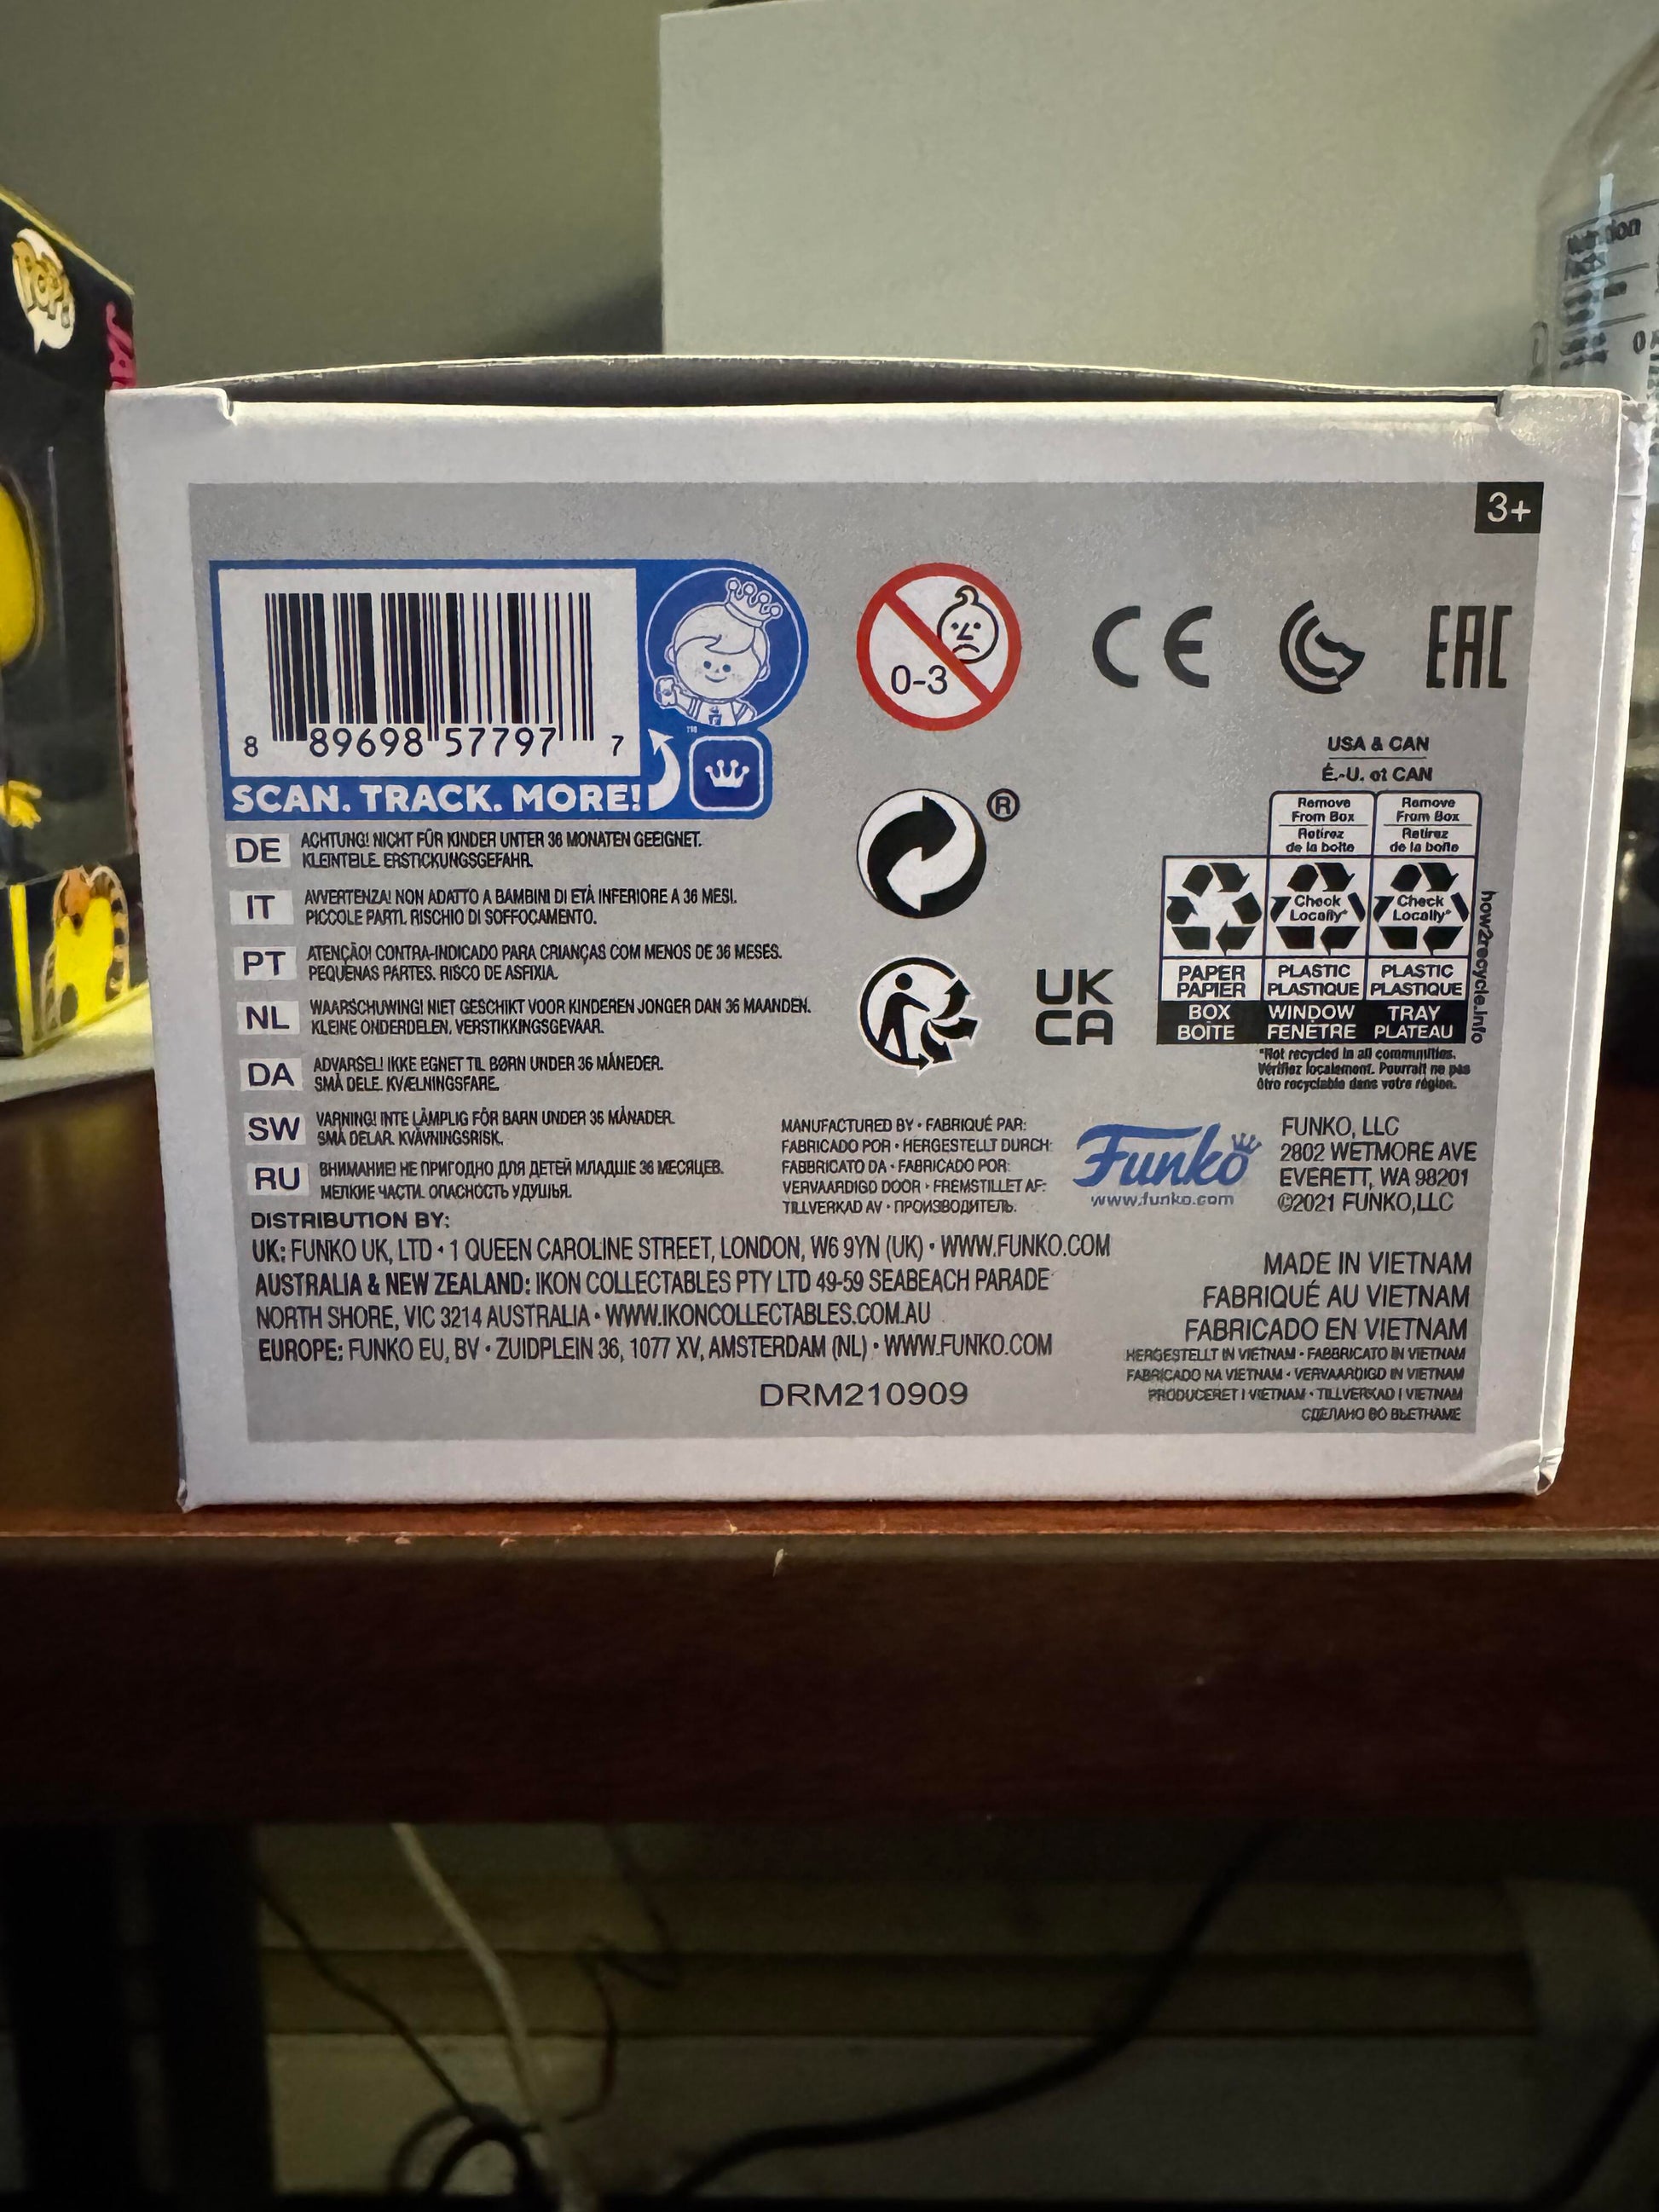 POP!
JA
3+
8 89698 57797 7
SCAN. TRACK. MORE!
™
0-3
CE
EAC
USA & CAN
É.-U. et CAN
Remove From Box
Retirez de la boîte
Remove From Box
Retirez de la boîte
®
Check Locally*
Check Locally*
PAPER PAPIER
PLASTIC PLASTIQUE
PLASTIC PLASTIQUE
BOX BOÎTE
WINDOW FENÊTRE
TRAY PLATEAU
how2recycle.info
*Not recycled in all communities.
Vérifiez localement. Pourrait ne pas
être recyclable dans votre région.
UK
CA
DE ACHTUNG! NICHT FÜR KINDER UNTER 36 MONATEN GEEIGNET.
KLEINTEILE. ERSTICKUNGSGEFAHR.
IT AVVERTENZA! NON ADATTO A BAMBINI DI ETÀ INFERIORE A 36 MESI.
PICCOLE PARTI. RISCHIO DI SOFFOCAMENTO.
PT ATENÇÃO! CONTRA-INDICADO PARA CRIANÇAS COM MENOS DE 36 MESES.
PEQUENAS PARTES. RISCO DE ASFIXIA.
NL WAARSCHUWING! NIET GESCHIKT VOOR KINDEREN JONGER DAN 36 MAANDEN.
KLEINE ONDERDELEN, VERSTIKKINGSGEVAAR.
DA ADVARSEL! IKKE EGNET TIL BØRN UNDER 36 MÅNEDER.
SMÅ DELE. KVÆLNINGSFARE.
SW VARNING! INTE LÄMPLIG FÖR BARN UNDER 36 MÅNADER.
SMÅ DELAR. KVÄVNINGSRISK.
RU ВНИМАНИЕ! НЕ ПРИГОДНО ДЛЯ ДЕТЕЙ МЛАДШЕ 36 МЕСЯЦЕВ.
МЕЛКИЕ ЧАСТИ. ОПАСНОСТЬ УДУШЬЯ.
MANUFACTURED BY • FABRIQUÉ PAR:
FABRICADO POR • HERGESTELLT DURCH:
FABBRICATO DA • FABRICADO POR:
VERVAARDIGD DOOR • FREMSTILLET AF:
TILLVERKAD AV • ПРОИЗВОДИТЕЛЬ:
Funko
www.funko.com
FUNKO, LLC
2802 WETMORE AVE
EVERETT, WA 98201
©2021 FUNKO,LLC
DISTRIBUTION BY:
UK: FUNKO UK, LTD • 1 QUEEN CAROLINE STREET, LONDON, W6 9YN (UK) • WWW.FUNKO.COM
AUSTRALIA & NEW ZEALAND: IKON COLLECTABLES PTY LTD 49-59 SEABEACH PARADE
NORTH SHORE, VIC 3214 AUSTRALIA • WWW.IKONCOLLECTABLES.COM.AU
EUROPE: FUNKO EU, BV • ZUIDPLEIN 36, 1077 XV, AMSTERDAM (NL) • WWW.FUNKO.COM
MADE IN VIETNAM
FABRIQUÉ AU VIETNAM
FABRICADO EN VIETNAM
HERGESTELLT IN VIETNAM • FABBRICATO IN VIETNAM
FABRICADO NA VIETNAM • VERVAARDIGD IN VIETNAM
PRODUCERET I VIETNAM • TILLVERKAD I VIETNAM
СДЕЛАНО ВО ВЬЕТНАМЕ
DRM210909